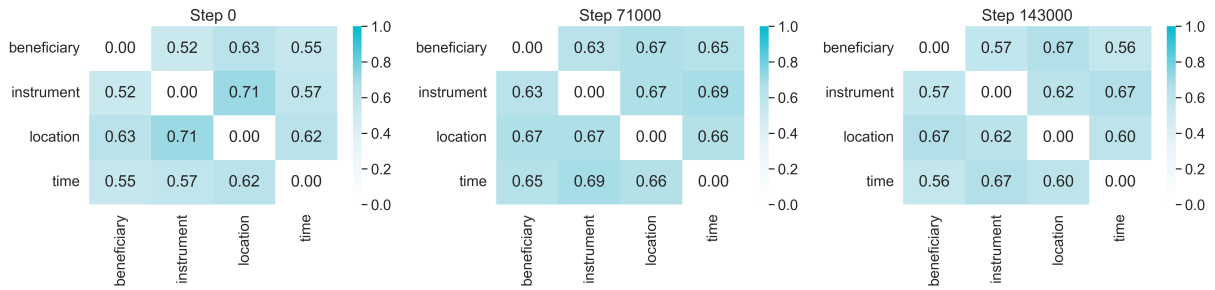 Step 0
beneficiary 0.00 0.52 0.63 0.55
instrument 0.52 0.00 0.71 0.57
location 0.63 0.71 0.00 0.62
time 0.55 0.57 0.62 0.00
beneficiary instrument location time
1.0
0.8
0.6
0.4
0.2
0.0
Step 71000
beneficiary 0.00 0.63 0.67 0.65
instrument 0.63 0.00 0.67 0.69
location 0.67 0.67 0.00 0.66
time 0.65 0.69 0.66 0.00
beneficiary instrument location time
1.0
0.8
0.6
0.4
0.2
0.0
Step 143000
beneficiary 0.00 0.57 0.67 0.56
instrument 0.57 0.00 0.62 0.67
location 0.67 0.62 0.00 0.60
time 0.56 0.67 0.60 0.00
beneficiary instrument location time
1.0
0.8
0.6
0.4
0.2
0.0